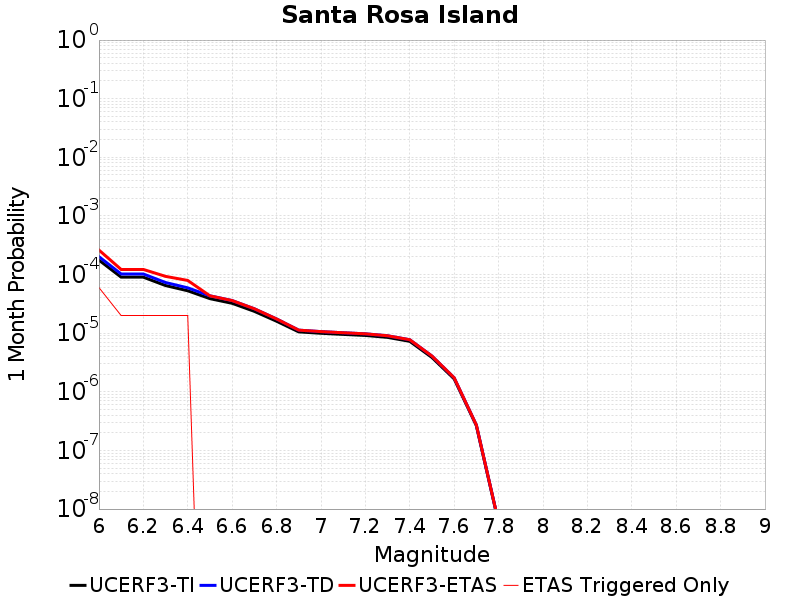 Santa Rosa Island
1 Month Probability
10^0
10^-1
10^-2
10^-3
10^-4
10^-5
10^-6
10^-7
10^-8
6 6.2 6.4 6.6 6.8 7 7.2 7.4 7.6 7.8 8 8.2 8.4 8.6 8.8 9
Magnitude
UCERF3-TI UCERF3-TD UCERF3-ETAS ETAS Triggered Only